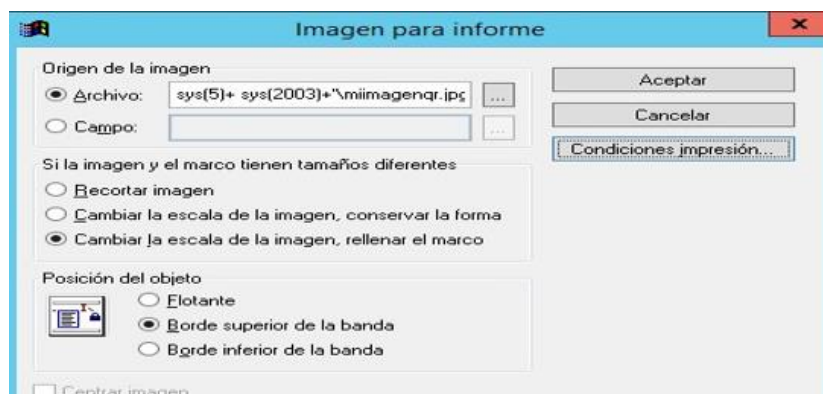 Imagen para informe
Origen de la imagen
Archivo: sys(5)+ sys(2003)+"\miimagenqr.jpg ...
Campo: ...
Si la imagen y el marco tienen tamaños diferentes
Recortar imagen
Cambiar la escala de la imagen, conservar la forma
Cambiar la escala de la imagen, rellenar el marco
Posición del objeto
Flotante
Borde superior de la banda
Borde inferior de la banda
Centrar imagen
Aceptar
Cancelar
Condiciones impresión...